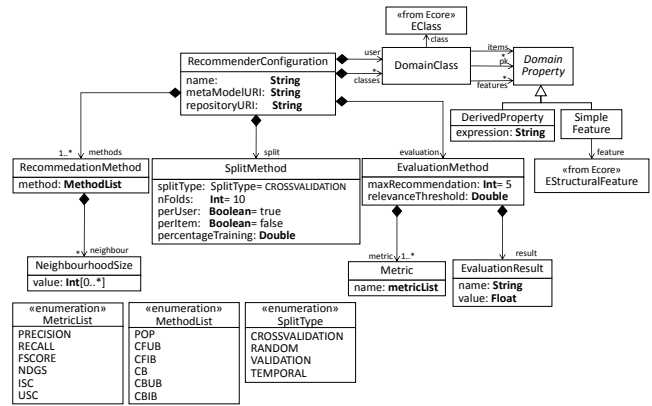 «from Ecore»
EClass
class
RecommenderConfiguration
name: String
metaModelURI: String
repositoryURI: String
user
*
classes
DomainClass
items
*
pk
*
features
Domain
Property
DerivedProperty
expression: String
Simple
Feature
feature
«from Ecore»
EStructuralFeature
1..* methods
split
evaluation
RecommedationMethod
method: MethodList
SplitMethod
splitType: SplitType= CROSSVALIDATION
nFolds: Int= 10
perUser: Boolean= true
perItem: Boolean= false
percentageTraining: Double
EvaluationMethod
maxRecommendation: Int= 5
relevanceThreshold: Double
* neighbour
NeighbourhoodSize
value: Int[0..*]
metric 1..*
Metric
name: metricList
result
EvaluationResult
name: String
value: Float
«enumeration»
MetricList
PRECISION
RECALL
FSCORE
NDGS
ISC
USC
«enumeration»
MethodList
POP
CFUB
CFIB
CB
CBUB
CBIB
«enumeration»
SplitType
CROSSVALIDATION
RANDOM
VALIDATION
TEMPORAL